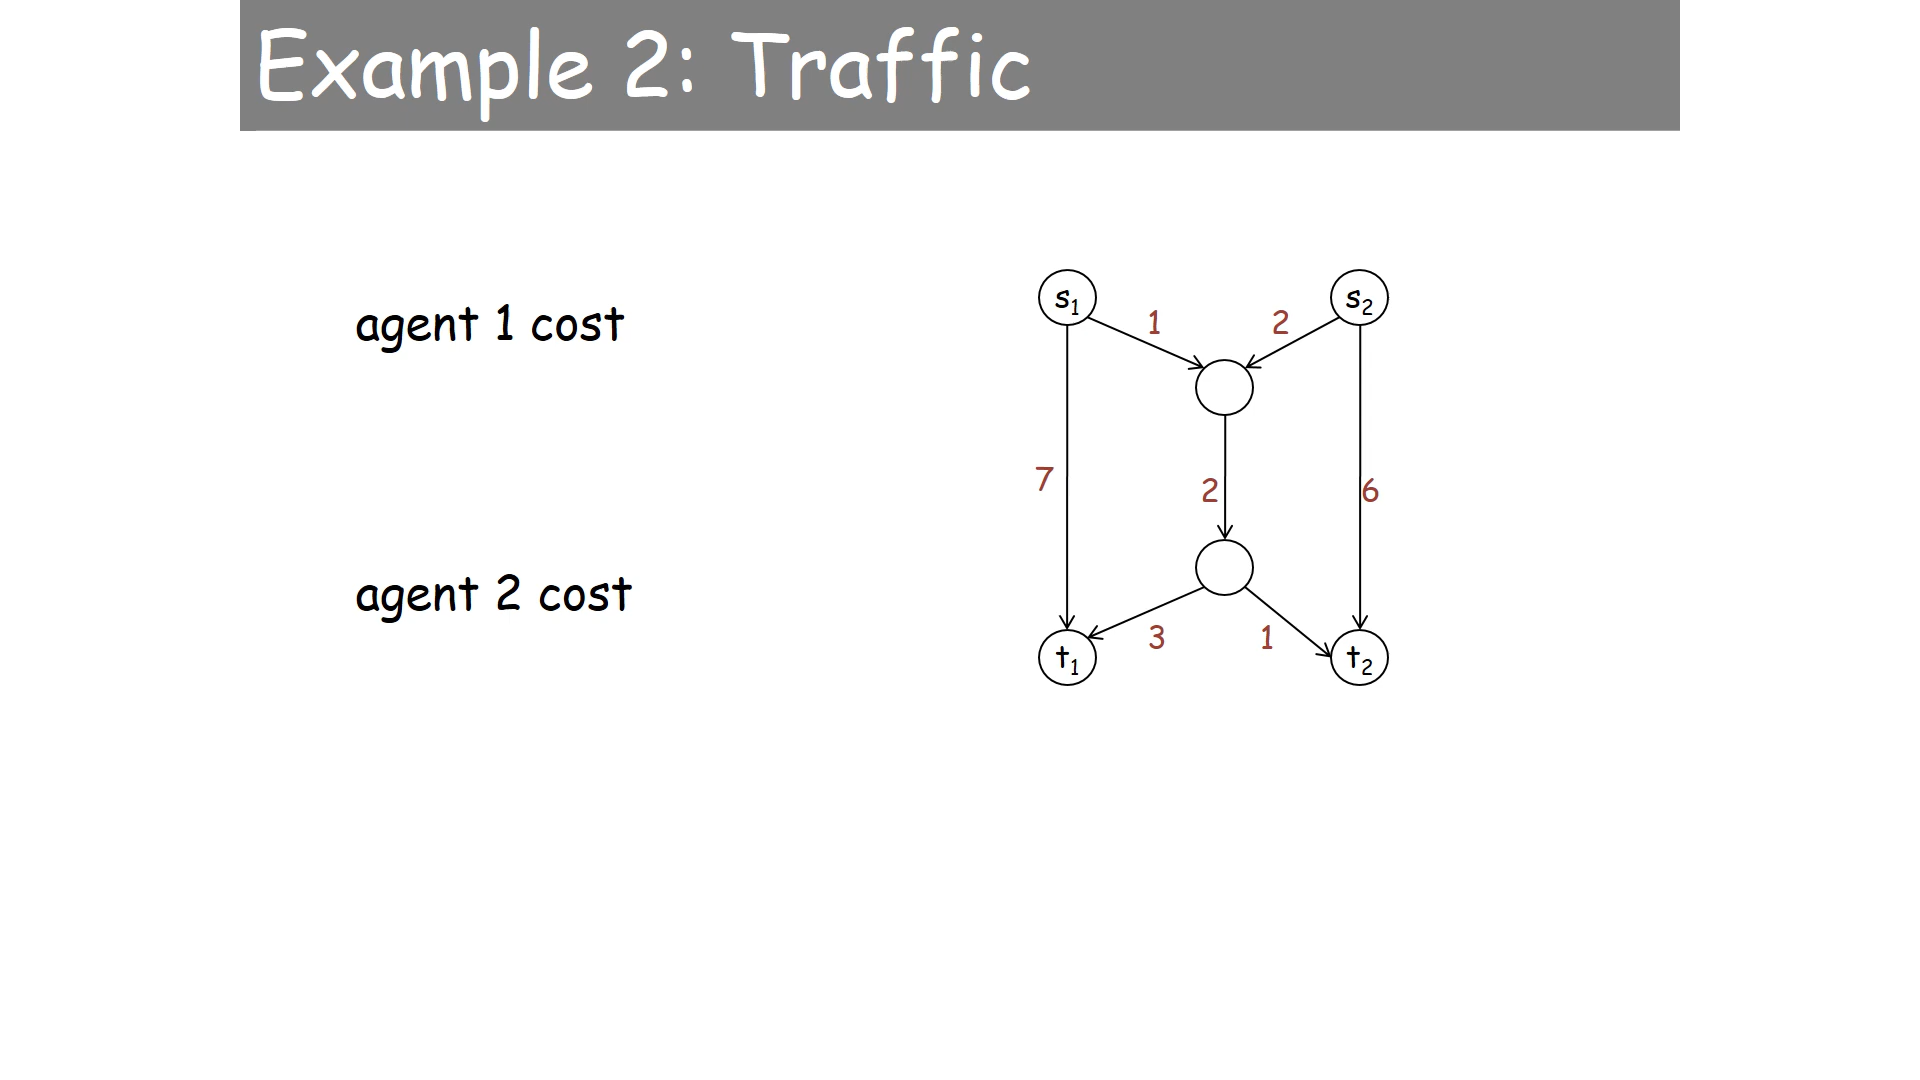 Example 2: Traffic
agent 1 cost
agent 2 cost
s₁
s₂
1
2
7
2
6
3
1
t₁
t₂